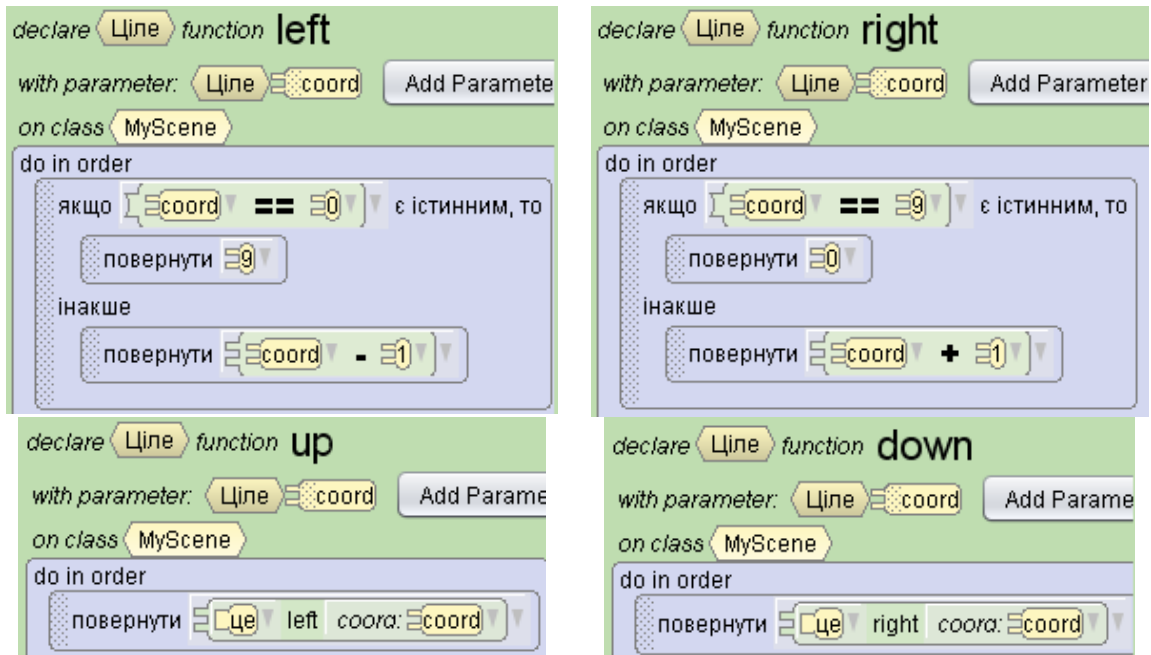 declare Ціле function left
with parameter: Ціле coord Add Paramete
on class MyScene
do in order
якщо coord == 0 є істинним, то
повернути 9
інакше
повернути coord - 1
declare Ціле function right
with parameter: Ціле coord Add Parameter
on class MyScene
do in order
якщо coord == 9 є істинним, то
повернути 0
інакше
повернути coord + 1
declare Ціле function up
with parameter: Ціле coord Add Parame
on class MyScene
do in order
повернути це left coora: coord
declare Ціле function down
with parameter: Ціле coord Add Parame
on class MyScene
do in order
повернути це right coora: coord